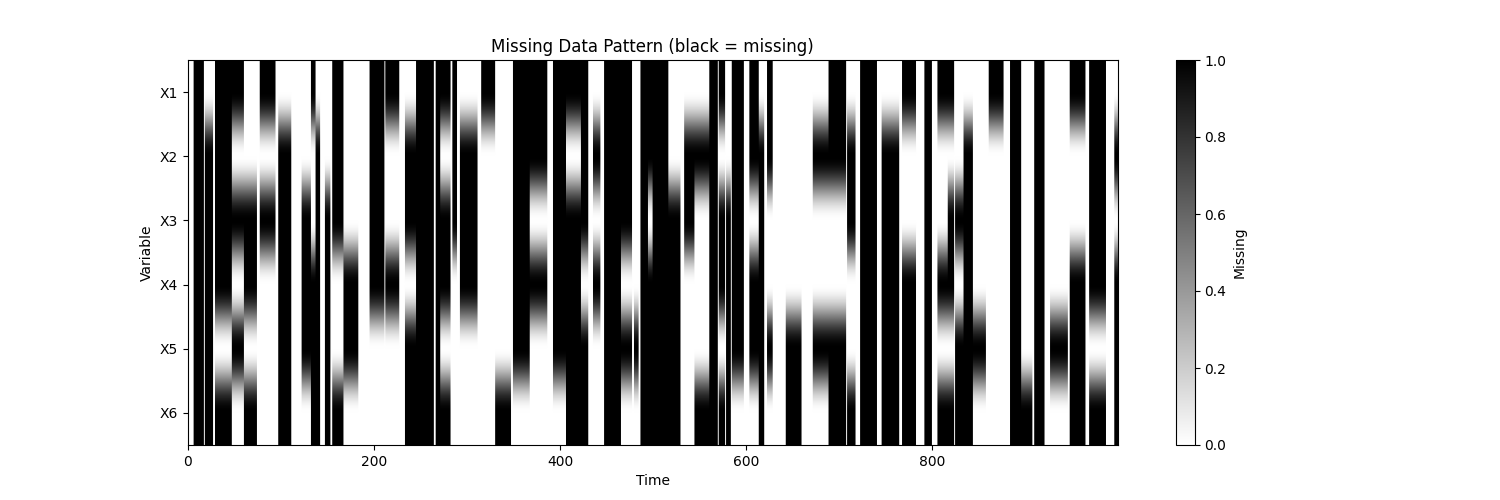 Missing Data Pattern (black = missing)
X1
X2
X3
X4
X5
X6
Variable
0 200 400 600 800
Time
1.0
0.8
0.6
0.4
0.2
0.0
Missing